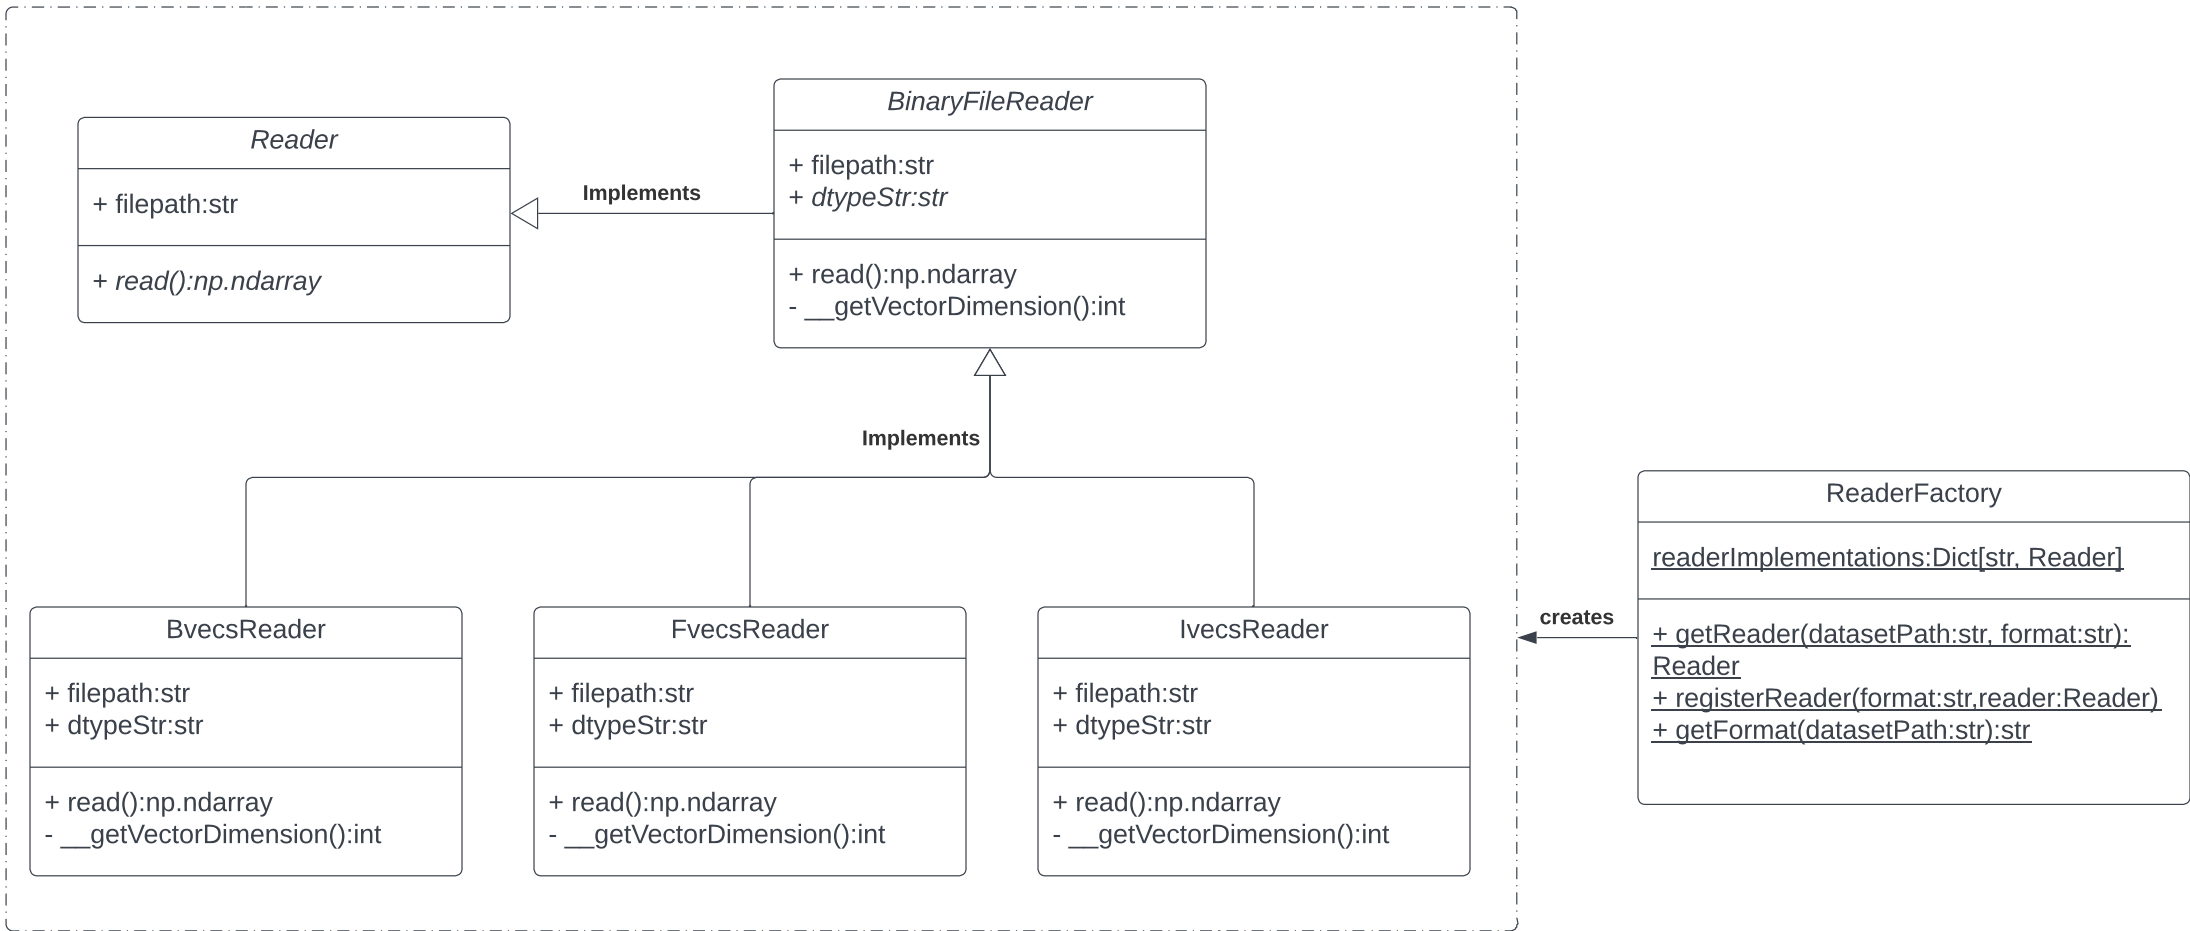 Reader
+ filepath:str
+ read():np.ndarray
Implements
BinaryFileReader
+ filepath:str
+ dtypeStr:str
+ read():np.ndarray
- __getVectorDimension():int
Implements
BvecsReader
+ filepath:str
+ dtypeStr:str
+ read():np.ndarray
- __getVectorDimension():int
FvecsReader
+ filepath:str
+ dtypeStr:str
+ read():np.ndarray
- __getVectorDimension():int
IvecsReader
+ filepath:str
+ dtypeStr:str
+ read():np.ndarray
- __getVectorDimension():int
creates
ReaderFactory
readerImplementations:Dict[str, Reader]
+ getReader(datasetPath:str, format:str):
Reader
+ registerReader(format:str,reader:Reader)
+ getFormat(datasetPath:str):str